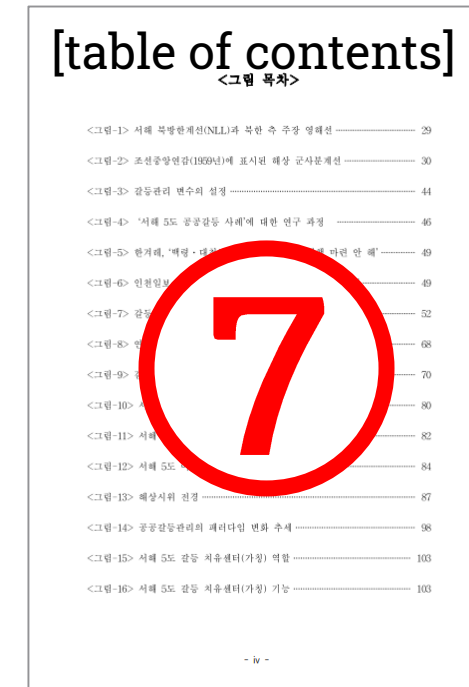 [table of contents]
<그림 목차>
<그림-1> 서해 북방한계선(NLL)과 북한 측 주장 영해선 29
<그림-2> 조선중앙연감(1959년)에 표시된 해상 군사분계선 30
<그림-3> 갈등관리 변수의 설정 44
<그림-4> '서해 5도 공공갈등 사례'에 대한 연구 과정 46
<그림-5> 한겨레, '백령·대청 마련 안 해' 49
<그림-6> 인천일보 49
<그림-7> 갈등 52
<그림-8> 68
<그림-9> 70
<그림-10> 80
<그림-11> 서해 82
<그림-12> 서해 5도 84
<그림-13> 해상시위 전경 87
<그림-14> 공공갈등관리의 패러다임 변화 추세 98
<그림-15> 서해 5도 갈등 치유센터(가칭) 역할 103
<그림-16> 서해 5도 갈등 치유센터(가칭) 기능 103
7
- iv -